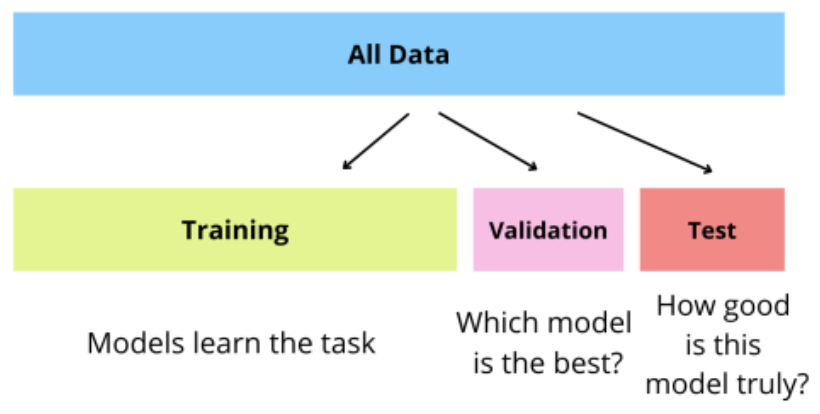 All Data
Training
Validation
Test
Models learn the task
Which model
is the best?
How good
is this
model truly?